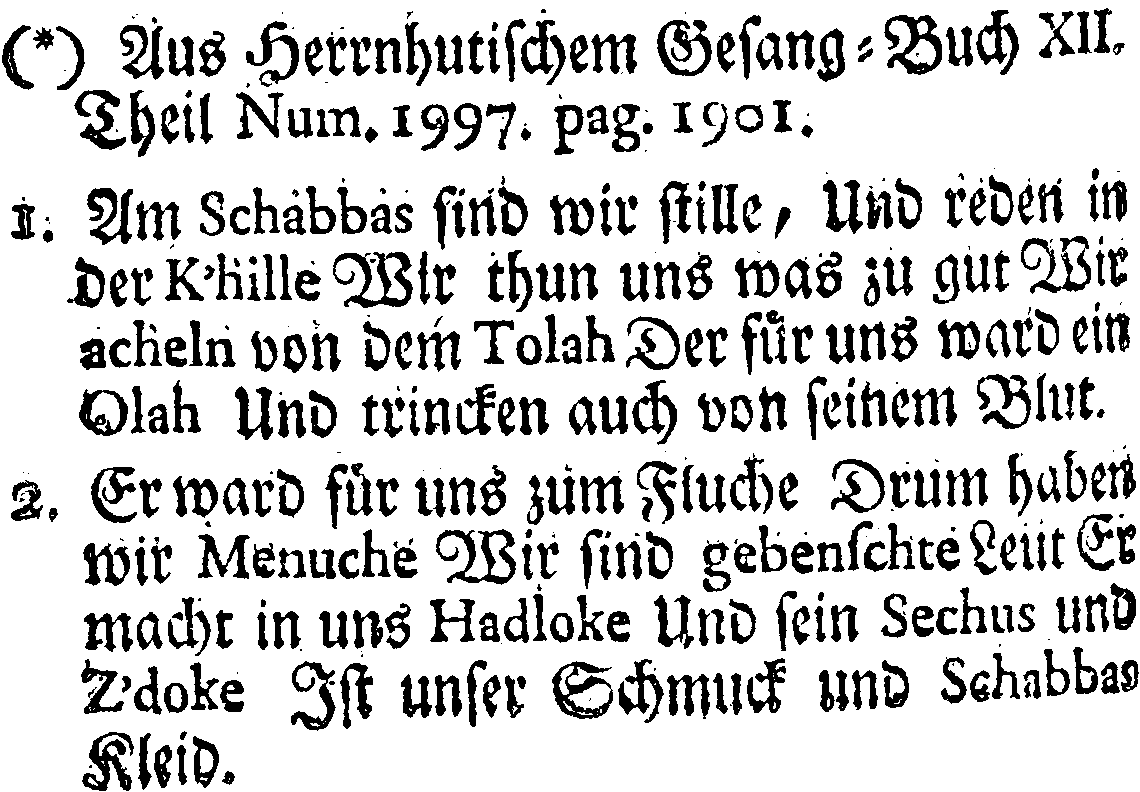 (*) Aus Herrnhutischem Gesang-Buch XII.
Theil Num. 1997. pag. 1901.
1. Am Schabbas sind wir stille, Und reden in
der K'hille Wir thun uns was zu gut Wir
acheln von dem Tolah Der für uns ward ein
Olah Und trincken auch von seinem Blut.
2. Er ward für uns zum Fluche Drum haben
wir Menuche Wir sind gebenschte Leut Er
macht in uns Hadloke Und sein Sechus und
Z'doke Ist unser Schmuck und Schabbas
Kleid.